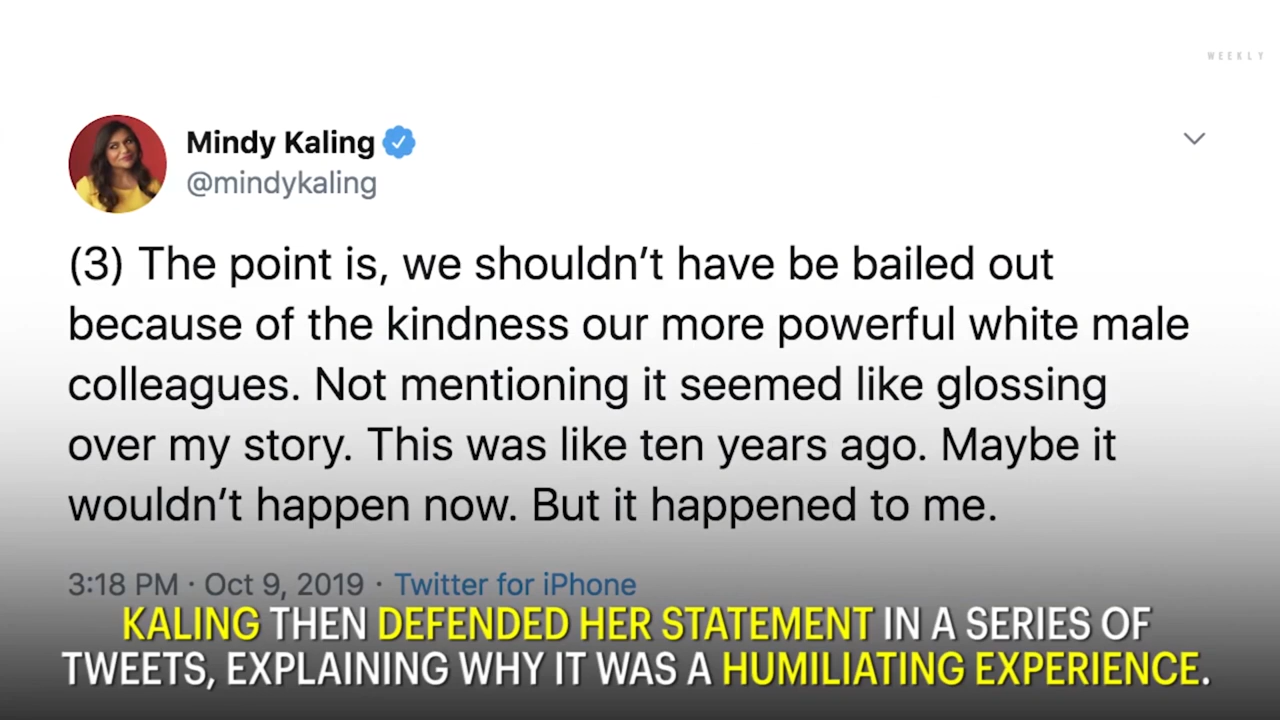 WEEKLY
Mindy Kaling
@mindykaling
(3) The point is, we shouldn’t have be bailed out
because of the kindness our more powerful white male
colleagues. Not mentioning it seemed like glossing
over my story. This was like ten years ago. Maybe it
wouldn’t happen now. But it happened to me.
3:18 PM · Oct 9, 2019 · Twitter for iPhone
KALING THEN DEFENDED HER STATEMENT IN A SERIES OF
TWEETS, EXPLAINING WHY IT WAS A HUMILIATING EXPERIENCE.